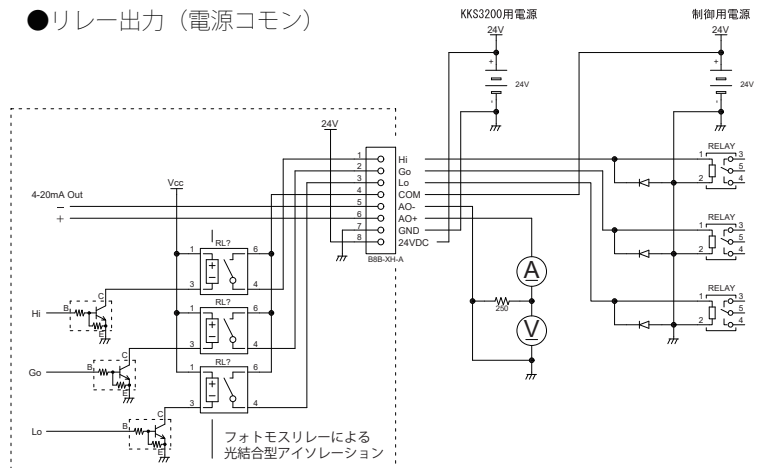 ●リレー出力（電源コモン）
KKS3200用電源
制御用電源
24V
24V
+
24V
-
+
24V
-
24V
1 Hi
2 Go
3 Lo
4 COM
5 AO-
6 AO+
7 GND
8 24VDC
B8B-XH-A
4-20mA Out
−
+
Vcc
RL?
1 6
+
−
3 4
RL?
1 6
+
−
3 4
RL?
1 6
+
−
3 4
Hi
B
C
E
Go
B
C
E
Lo
B
C
E
フォトモスリレーによる
光結合型アイソレーション
250
A
V
RELAY
1 3
5
2 4
RELAY
1 3
5
2 4
RELAY
1 3
5
2 4